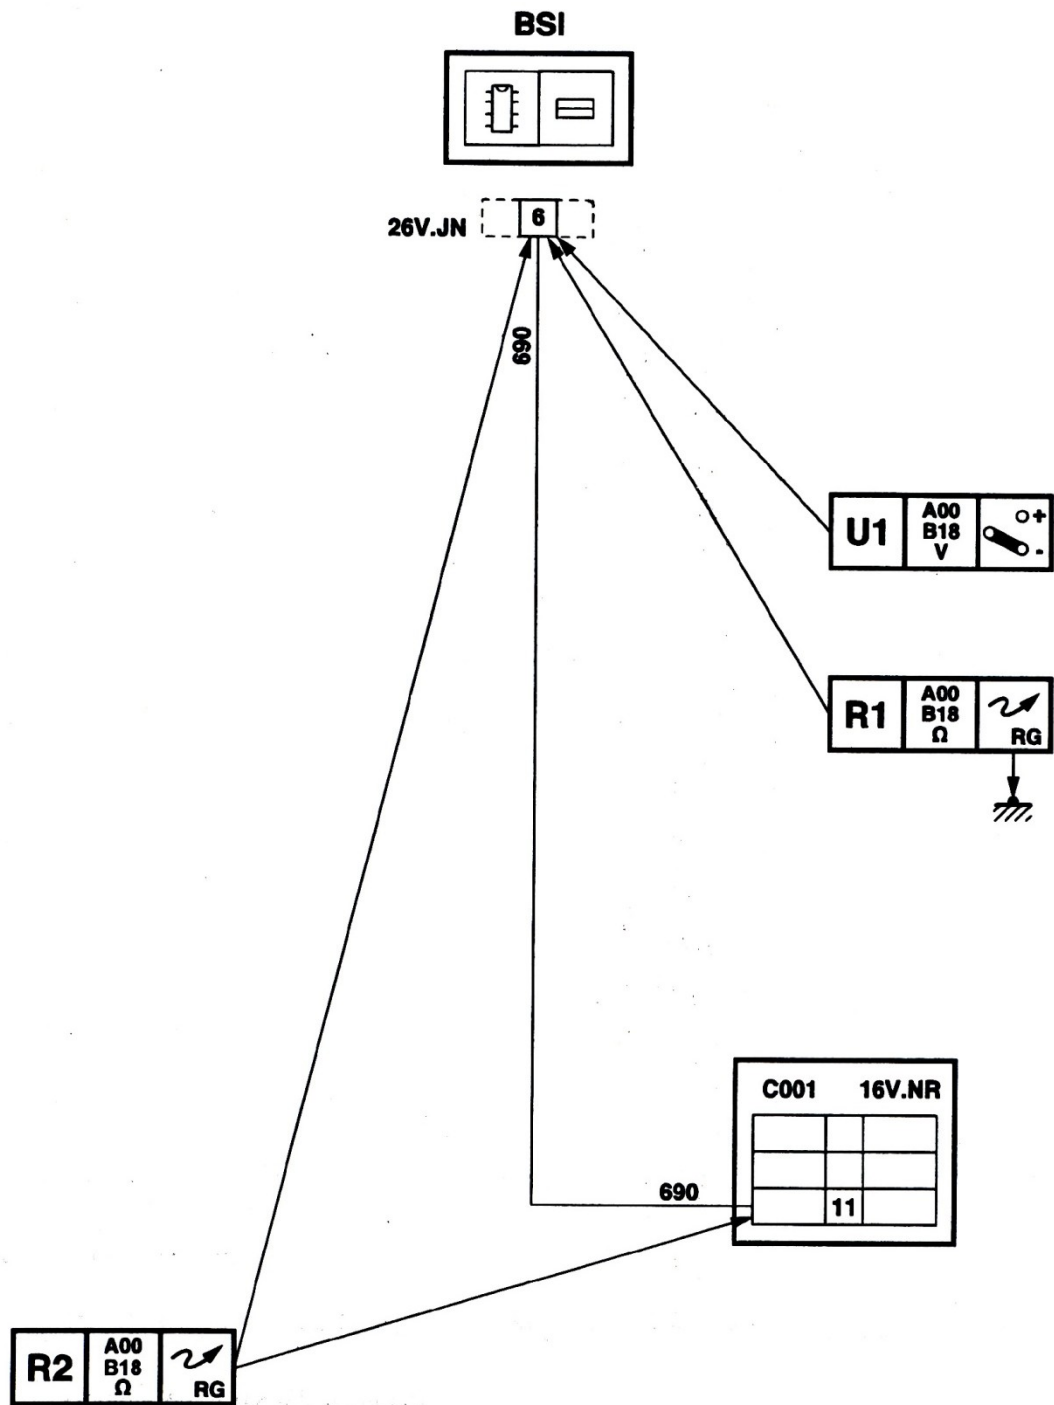 BSI
26V.JN
6
690
U1
A00
B18
V
+
-
R1
A00
B18
Ω
RG
C001 16V.NR
690
11
R2
A00
B18
Ω
RG